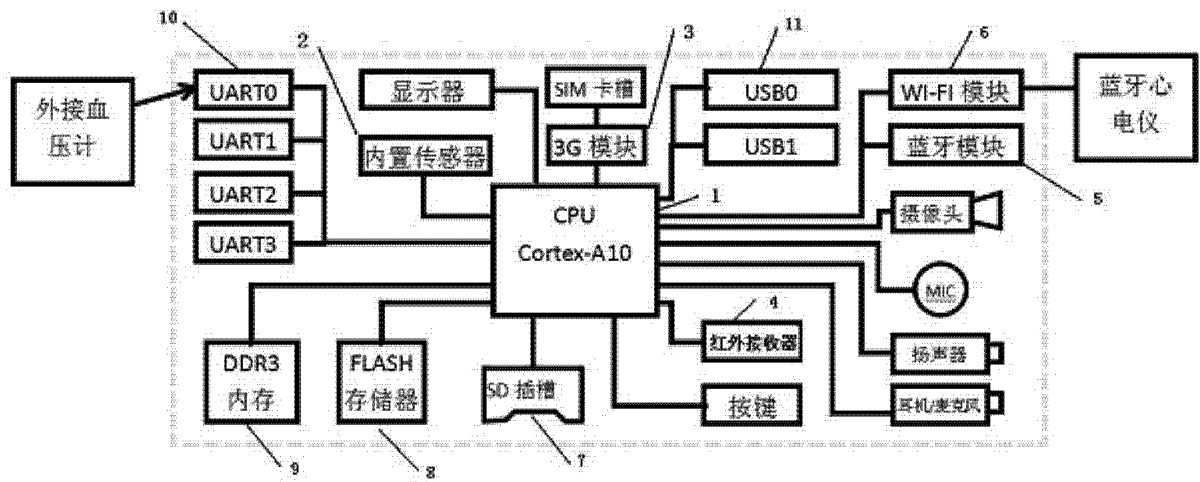 10
2
3
11
6
外接血
压计
UART0
显示器
SIM 卡槽
USB0
WI-FI 模块
蓝牙心
电仪
UART1
内置传感器
3G 模块
USB1
蓝牙模块
5
UART2
CPU
Cortex-A10
1
摄像头
UART3
MIC
4
红外接收器
DDR3
内存
FLASH
存储器
SD 插槽
按键
扬声器
耳机/麦克风
9
8
7